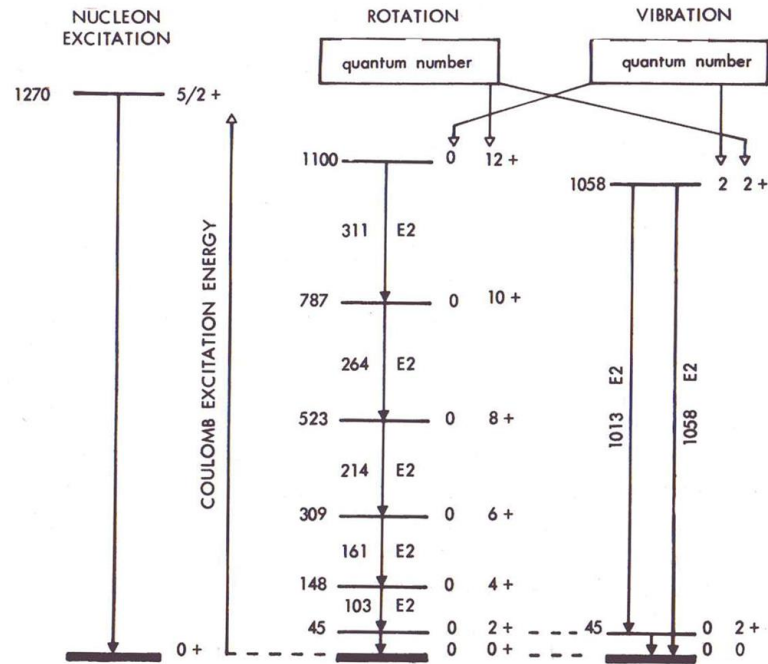 NUCLEON
EXCITATION
ROTATION
VIBRATION
quantum number
quantum number
1270 5/2 +
1100 0 12 +
1058 2 2 +
COULOMB EXCITATION ENERGY
311 E2
787 0 10 +
264 E2
1013 E2
1058 E2
523 0 8 +
214 E2
309 0 6 +
161 E2
148 0 4 +
103 E2
45 0 2 +
45 0 2 +
0 +
0 0 +
0 0